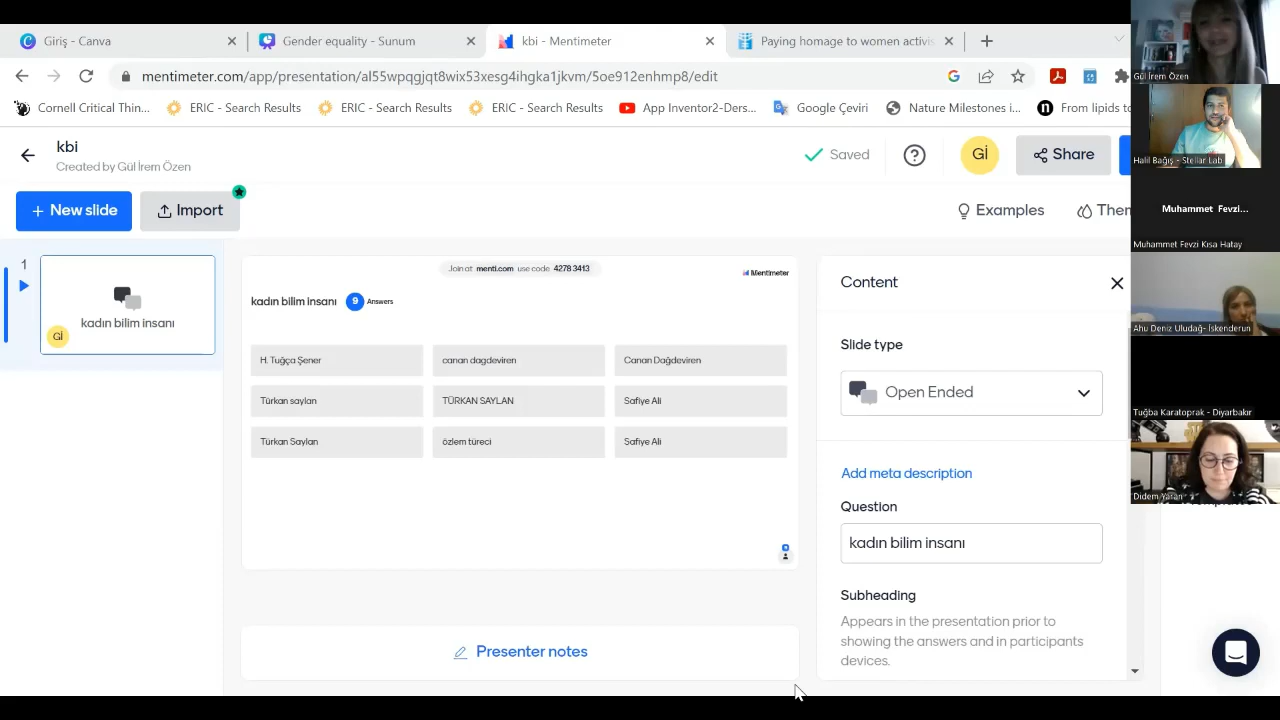 Giriş - Canva
Gender equality - Sunum
kbi - Mentimeter
Paying homage to women activis
mentimeter.com/app/presentation/al55wpqgjqt8wix53xesg4ihgka1jkvm/5oe912enhmp8/edit
Cornell Critical Thin...
ERIC - Search Results
ERIC - Search Results
ERIC - Search Results
App Inventor2-Ders...
Google Çeviri
Nature Milestones i...
From lipids to
kbi
Created by Gül İrem Özen
Saved
Gİ
Share
+ New slide
Import
Examples
Them
1
kadın bilim insanı
Gİ
Join at menti.com use code 4278 3413
Mentimeter
kadın bilim insanı 9 Answers
H. Tuğça Şener
canan dagdeviren
Canan Dağdeviren
Türkan saylan
TÜRKAN SAYLAN
Safiye Ali
Türkan Saylan
özlem türeci
Safiye Ali
Presenter notes
Content
Slide type
Open Ended
Add meta description
Question
kadın bilim insanı
Subheading
Appears in the presentation prior to
showing the answers and in participants
devices.
Gül İrem Özen
Halil Bağış - Stellar Lab
Muhammet Fevzi...
Muhammet Fevzi Kısa Hatay
Ahu Deniz Uludağ- İskenderun
Tuğba Karatoprak - Diyarbakır
Didem Yaran